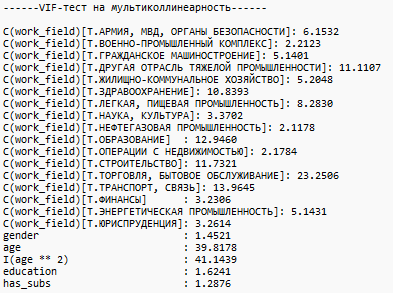 ------VIF-тест на мультиколлинеарность------
C(work_field)[T.АРМИЯ, МВД, ОРГАНЫ БЕЗОПАСНОСТИ]: 6.1532
C(work_field)[T.ВОЕННО-ПРОМЫШЛЕННЫЙ КОМПЛЕКС]: 2.2123
C(work_field)[T.ГРАЖДАНСКОЕ МАШИНОСТРОЕНИЕ]: 5.1401
C(work_field)[T.ДРУГАЯ ОТРАСЛЬ ТЯЖЕЛОЙ ПРОМЫШЛЕННОСТИ]: 11.1107
C(work_field)[T.ЖИЛИЩНО-КОММУНАЛЬНОЕ ХОЗЯЙСТВО]: 5.2048
C(work_field)[T.ЗДРАВООХРАНЕНИЕ]: 10.8393
C(work_field)[T.ЛЕГКАЯ, ПИЩЕВАЯ ПРОМЫШЛЕННОСТЬ]: 8.2830
C(work_field)[T.НАУКА, КУЛЬТУРА]: 3.3702
C(work_field)[T.НЕФТЕГАЗОВАЯ ПРОМЫШЛЕННОСТЬ]: 2.1178
C(work_field)[T.ОБРАЗОВАНИЕ] : 12.9460
C(work_field)[T.ОПЕРАЦИИ С НЕДВИЖИМОСТЬЮ]: 2.1784
C(work_field)[T.СТРОИТЕЛЬСТВО]: 11.7321
C(work_field)[T.ТОРГОВЛЯ, БЫТОВОЕ ОБСЛУЖИВАНИЕ]: 23.2506
C(work_field)[T.ТРАНСПОРТ, СВЯЗЬ]: 13.9645
C(work_field)[T.ФИНАНСЫ] : 3.2306
C(work_field)[T.ЭНЕРГЕТИЧЕСКАЯ ПРОМЫШЛЕННОСТЬ]: 5.1431
C(work_field)[T.ЮРИСПРУДЕНЦИЯ]: 3.2614
gender : 1.4521
age : 39.8178
I(age ** 2) : 41.1439
education : 1.6241
has_subs : 1.2876